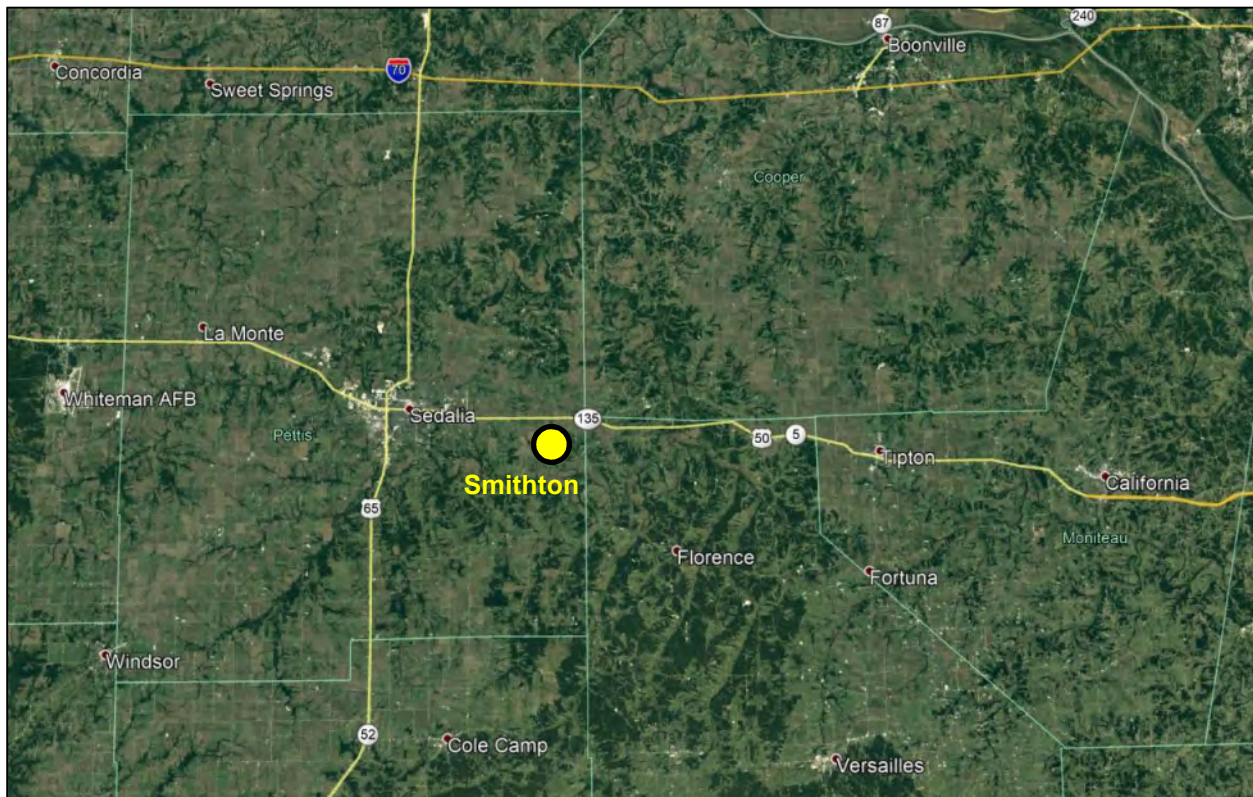 240
87
Boonville
Concordia
70
Sweet Springs
Cooper
La Monte
Whiteman AFB
Sedalia
135
Pettis
50
5
Tipton
Smithton
California
65
Moniteau
Florence
Fortuna
Windsor
52
Cole Camp
Versailles